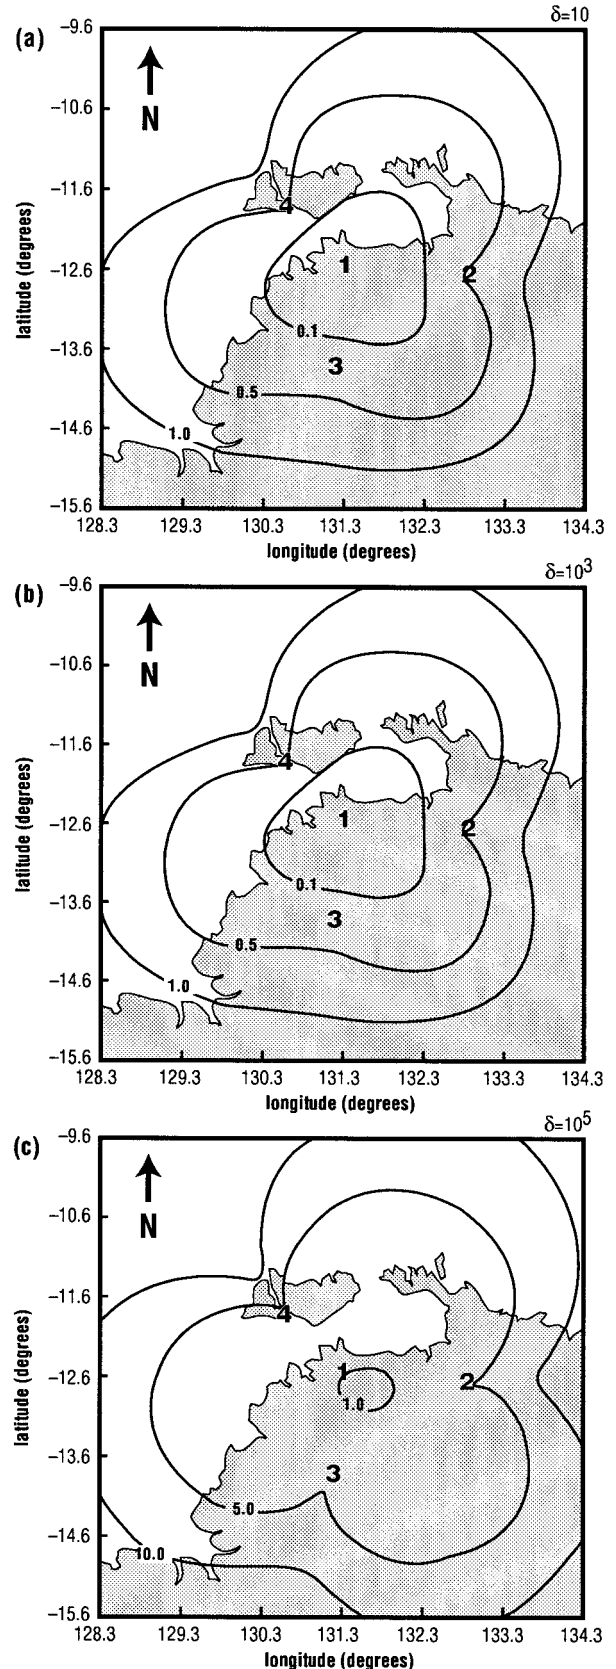 (a)
δ=10
−9.6
−10.6
−11.6
−12.6
−13.6
−14.6
−15.6
latitude (degrees)
N
4
1
2
3
0.1
0.5
1.0
128.3 129.3 130.3 131.3 132.3 133.3 134.3
longitude (degrees)
(b)
δ=10³
−9.6
−10.6
−11.6
−12.6
−13.6
−14.6
−15.6
latitude (degrees)
N
4
1
2
3
0.1
0.5
1.0
128.3 129.3 130.3 131.3 132.3 133.3 134.3
longitude (degrees)
(c)
δ=10⁵
−9.6
−10.6
−11.6
−12.6
−13.6
−14.6
−15.6
latitude (degrees)
N
4
1
2
3
1.0
5.0
10.0
128.3 129.3 130.3 131.3 132.3 133.3 134.3
longitude (degrees)